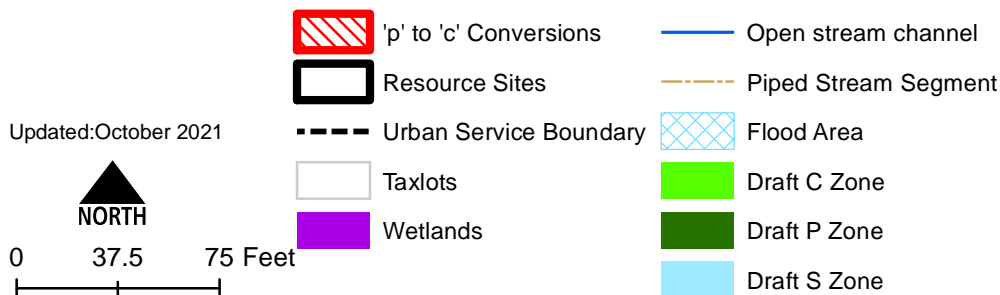 Updated:October 2021
NORTH
0 37.5 75 Feet
'p' to 'c' Conversions
Resource Sites
Urban Service Boundary
Taxlots
Wetlands
Open stream channel
Piped Stream Segment
Flood Area
Draft C Zone
Draft P Zone
Draft S Zone